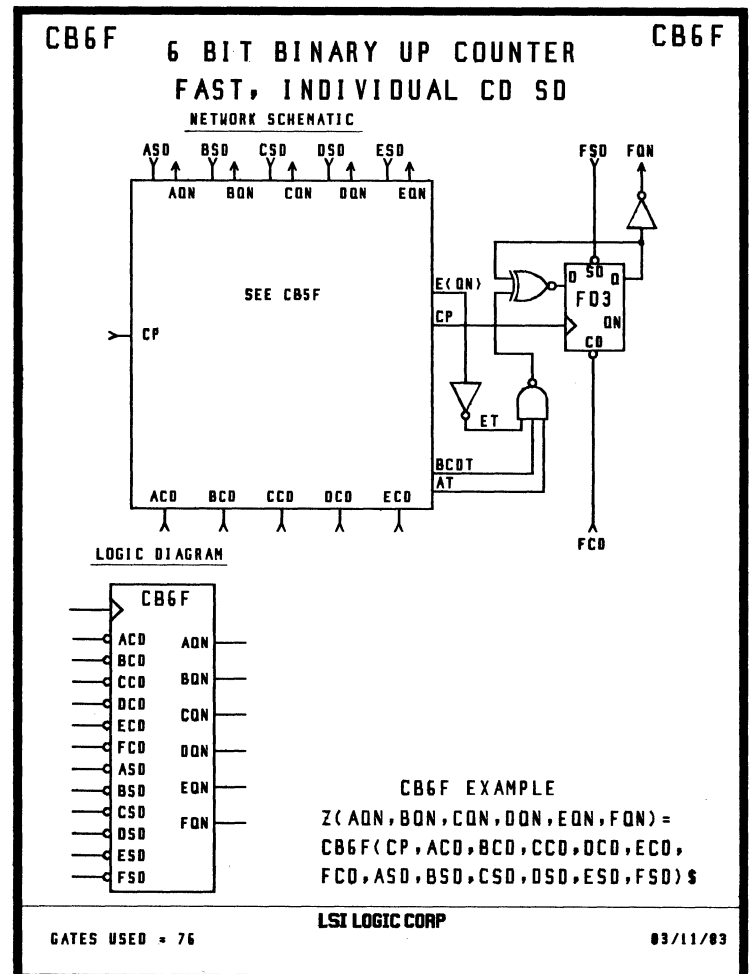 CB6F
CB6F
6 BIT BINARY UP COUNTER
FAST, INDIVIDUAL CD SD
NETWORK SCHEMATIC
ASD BSD CSD DSD ESD FSD FQN
AQN BQN CQN DQN EQN
SEE CB5F
E(QN)
D SD Q
FD3
CP
CP
QN
CD
ET
BCDT
AT
ACD BCD CCD DCD ECD
FCD
LOGIC DIAGRAM
CB6F
ACD AQN
BCD
CCD BQN
DCD
ECD CQN
FCD
ASD DQN
BSD EQN
CSD
DSD FQN
ESD
FSD
CB6F EXAMPLE
Z(AQN,BQN,CQN,DQN,EQN,FQN)=
CB6F(CP,ACD,BCD,CCD,DCD,ECD,
FCD,ASD,BSD,CSD,DSD,ESD,FSD)$
LSI LOGIC CORP
GATES USED = 76
03/11/83